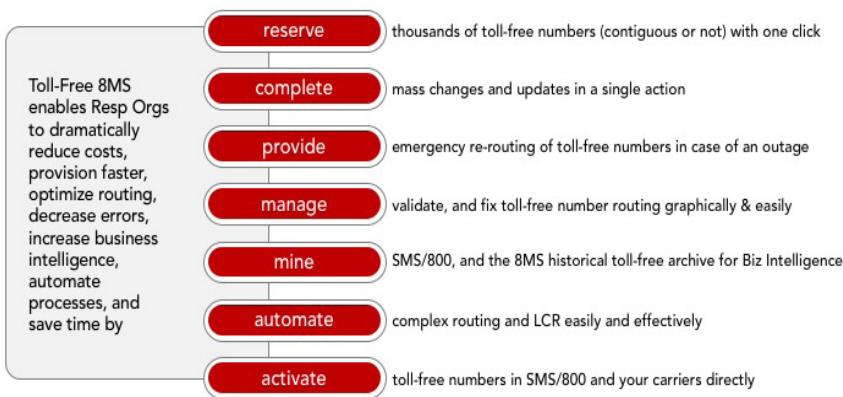 Toll-Free 8MS
enables Resp Orgs
to dramatically
reduce costs,
provision faster,
optimize routing,
decrease errors,
increase business
intelligence,
automate
processes, and
save time by
reserve thousands of toll-free numbers (contiguous or not) with one click
complete mass changes and updates in a single action
provide emergency re-routing of toll-free numbers in case of an outage
manage validate, and fix toll-free number routing graphically & easily
mine SMS/800, and the 8MS historical toll-free archive for Biz Intelligence
automate complex routing and LCR easily and effectively
activate toll-free numbers in SMS/800 and your carriers directly